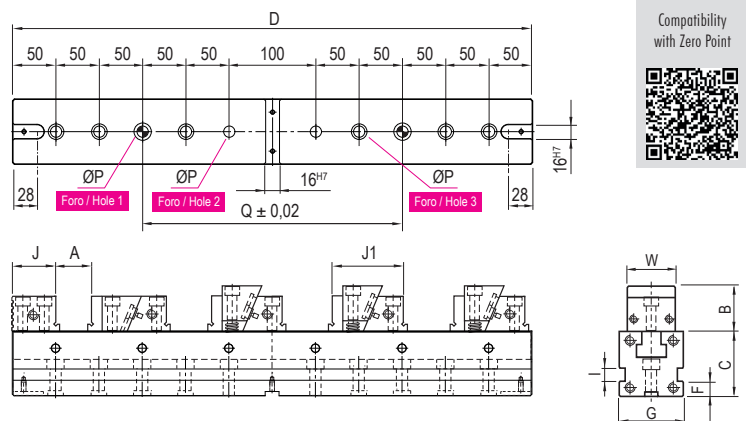 D
Compatibility
with Zero Point
50 50 50 50 50 100 50 50 50 50 50
ØP ØP ØP
Foro / Hole 1 Foro / Hole 2 Foro / Hole 3
16H7
16H7
28 28
Q ± 0,02
J A J1 W
B
C
I F
G